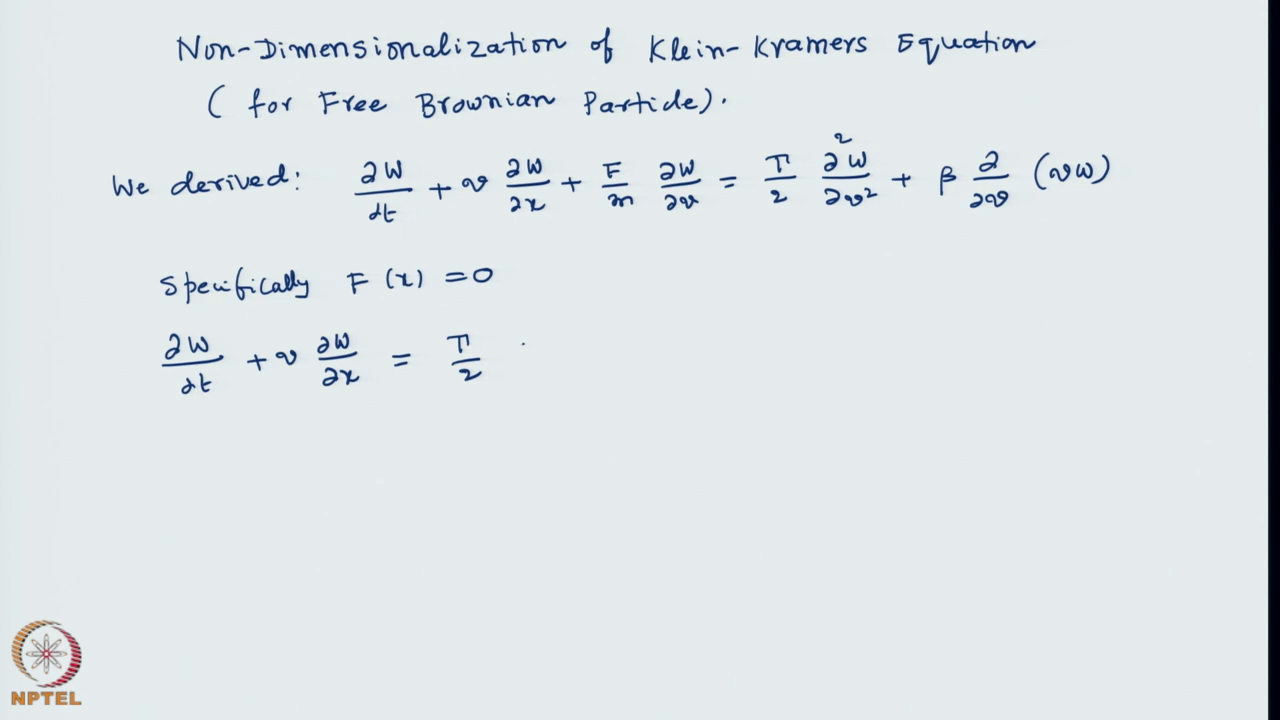 Non-Dimensionalization of Klein-Kramers Equation
( for Free Brownian Particle).
We derived: ∂W/∂t + v ∂W/∂x + F/m ∂W/∂v = Γ/2 ∂²W/∂v² + β ∂/∂v (vW)
Specifically F(x) = 0
∂W/∂t + v ∂W/∂x = Γ/2
NPTEL